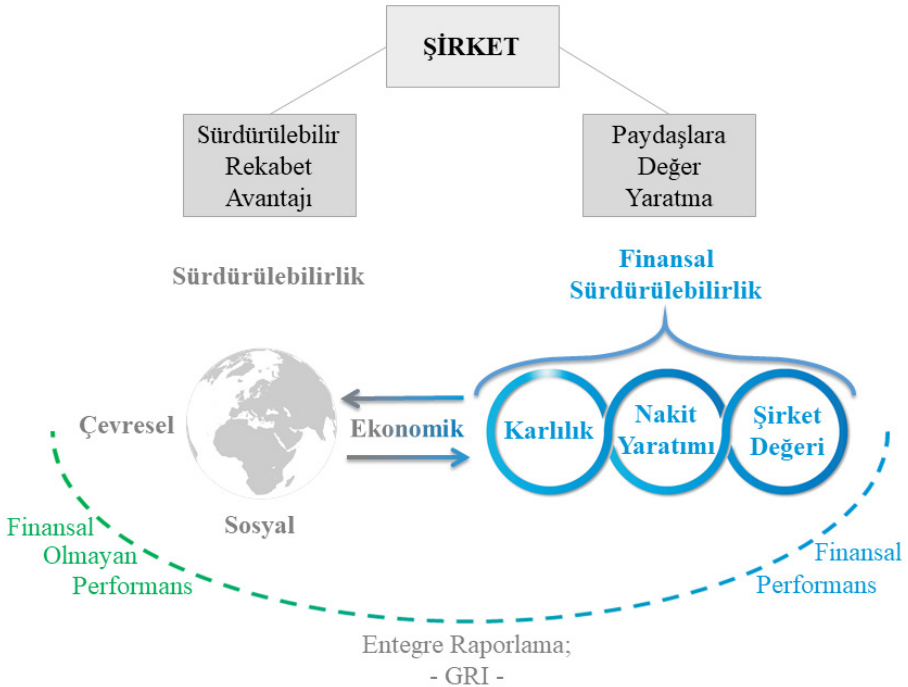 ŞİRKET
Sürdürülebilir
Rekabet
Avantajı
Paydaşlara
Değer
Yaratma
Sürdürülebilirlik
Finansal
Sürdürülebilirlik
Çevresel
Ekonomik
Sosyal
Karlılık
Nakit
Yaratımı
Şirket
Değeri
Finansal
Olmayan
Performans
Finansal
Performans
Entegre Raporlama;
- GRI -